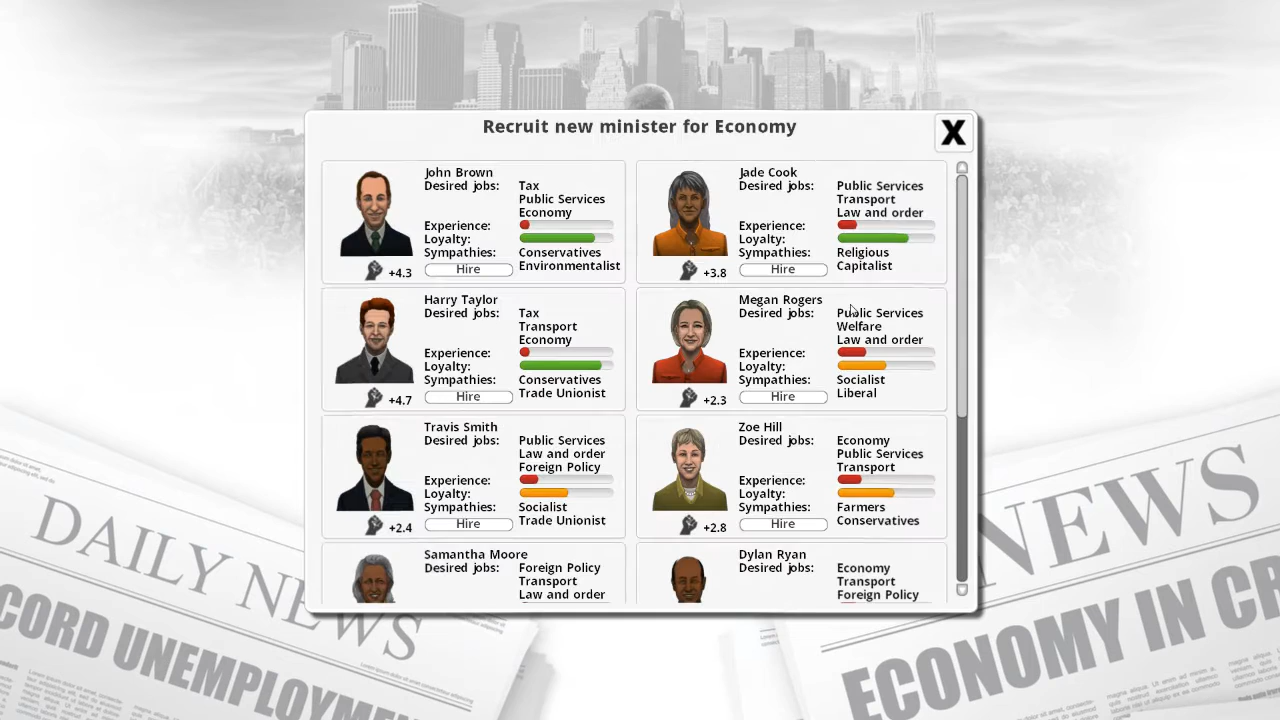 Recruit new minister for Economy
X
John Brown
Desired jobs: Tax
Public Services
Economy
Experience:
Loyalty:
Sympathies: Conservatives
Hire Environmentalist
+4.3
Jade Cook
Desired jobs: Public Services
Transport
Law and order
Experience:
Loyalty:
Sympathies: Religious
Hire Capitalist
+3.8
Harry Taylor
Desired jobs: Tax
Transport
Economy
Experience:
Loyalty:
Sympathies: Conservatives
Hire Trade Unionist
+4.7
Megan Rogers
Desired jobs: Public Services
Welfare
Law and order
Experience:
Loyalty:
Sympathies: Socialist
Hire Liberal
+2.3
Travis Smith
Desired jobs: Public Services
Law and order
Foreign Policy
Experience:
Loyalty:
Sympathies: Socialist
Hire Trade Unionist
+2.4
Zoe Hill
Desired jobs: Economy
Public Services
Transport
Experience:
Loyalty:
Sympathies: Farmers
Hire Conservatives
+2.8
Samantha Moore
Desired jobs: Foreign Policy
Transport
Law and order
Dylan Ryan
Desired jobs: Economy
Transport
Foreign Policy
DAILY NEWS
CORD UNEMPLOYME
NEWS
ECONOMY IN CR